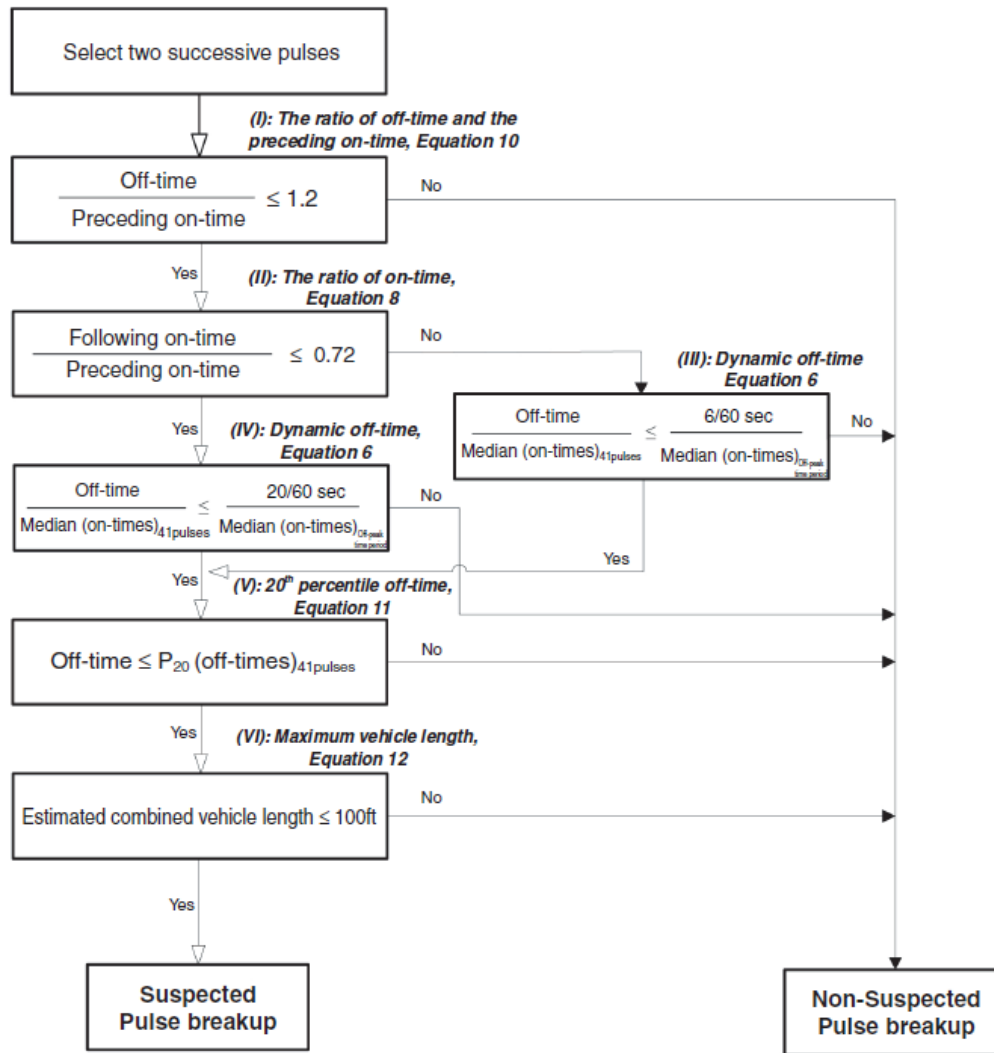 Select two successive pulses
(I): The ratio of off-time and the
preceding on-time, Equation 10
Off-time
Preceding on-time
≤ 1.2
No
Yes
(II): The ratio of on-time,
Equation 8
Following on-time
Preceding on-time
≤ 0.72
No
(III): Dynamic off-time
Equation 6
Off-time
Median (on-times)41pulses
≤
6/60 sec
Median (on-times)Off-peak
time period
No
Yes
Yes
(IV): Dynamic off-time,
Equation 6
Off-time
Median (on-times)41pulses
≤
20/60 sec
Median (on-times)Off-peak
time period
No
Yes
(V): 20th percentile off-time,
Equation 11
Off-time ≤ P20 (off-times)41pulses
No
Yes
(VI): Maximum vehicle length,
Equation 12
Estimated combined vehicle length ≤ 100ft
No
Yes
Suspected
Pulse breakup
Non-Suspected
Pulse breakup